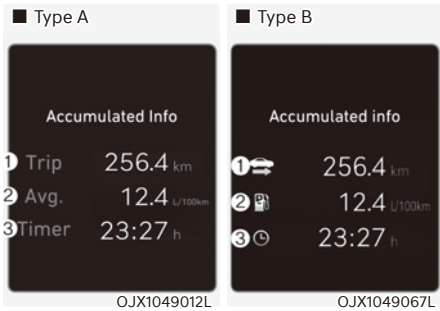 ■ Type A
Accumulated Info
1 Trip 256.4 km
2 Avg. 12.4 L/100km
3 Timer 23:27 h
OJX1049012L
■ Type B
Accumulated info
1 256.4 km
2 12.4 L/100km
3 23:27 h
OJX1049067L